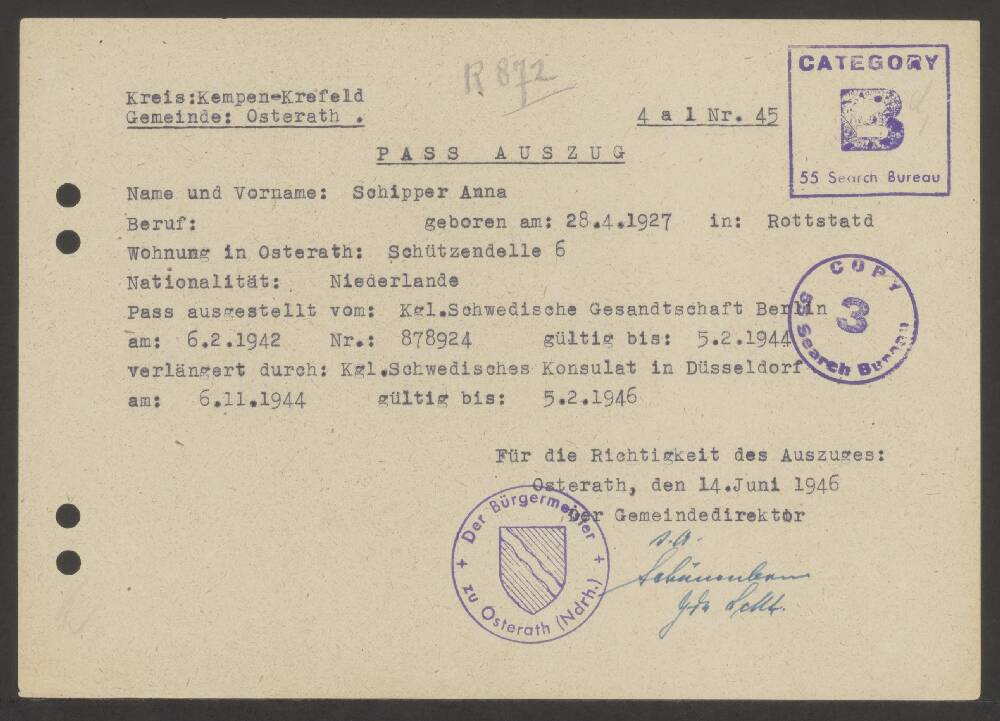 R 872
CATEGORY
B
55 Search Bureau
Kreis:Kempen-Krefeld
Gemeinde: Osterath .
4 a 1 Nr. 45
PASS AUSZUG
Name und Vorname: Schipper Anna
Beruf: geboren am: 28.4.1927 in: Rottstatd
Wohnung in Osterath: Schützendelle 6
Nationalität: Niederlande
Pass ausgestellt vom: Kgl.Schwedische Gesandtschaft Berlin
am: 6.2.1942 Nr.: 878924 gültig bis: 5.2.1944
verlängert durch: Kgl.Schwedisches Konsulat in Düsseldorf
am: 6.11.1944 gültig bis: 5.2.1946
COPY
3
55 Search Bureau
Für die Richtigkeit des Auszuges:
Osterath, den 14.Juni 1946
Der Gemeindedirektor
Der Bürgermeister
zu Osterath (Ndrh.)